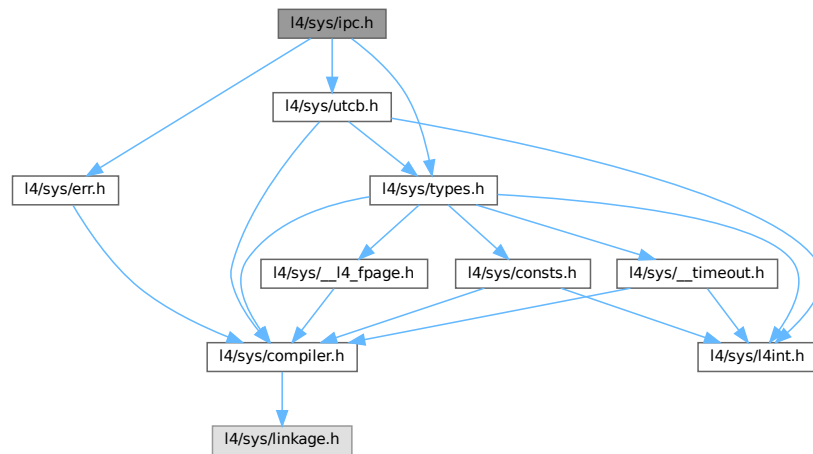 l4/sys/ipc.h
l4/sys/utcb.h
l4/sys/err.h
l4/sys/types.h
l4/sys/__l4_fpage.h
l4/sys/consts.h
l4/sys/__timeout.h
l4/sys/compiler.h
l4/sys/l4int.h
l4/sys/linkage.h